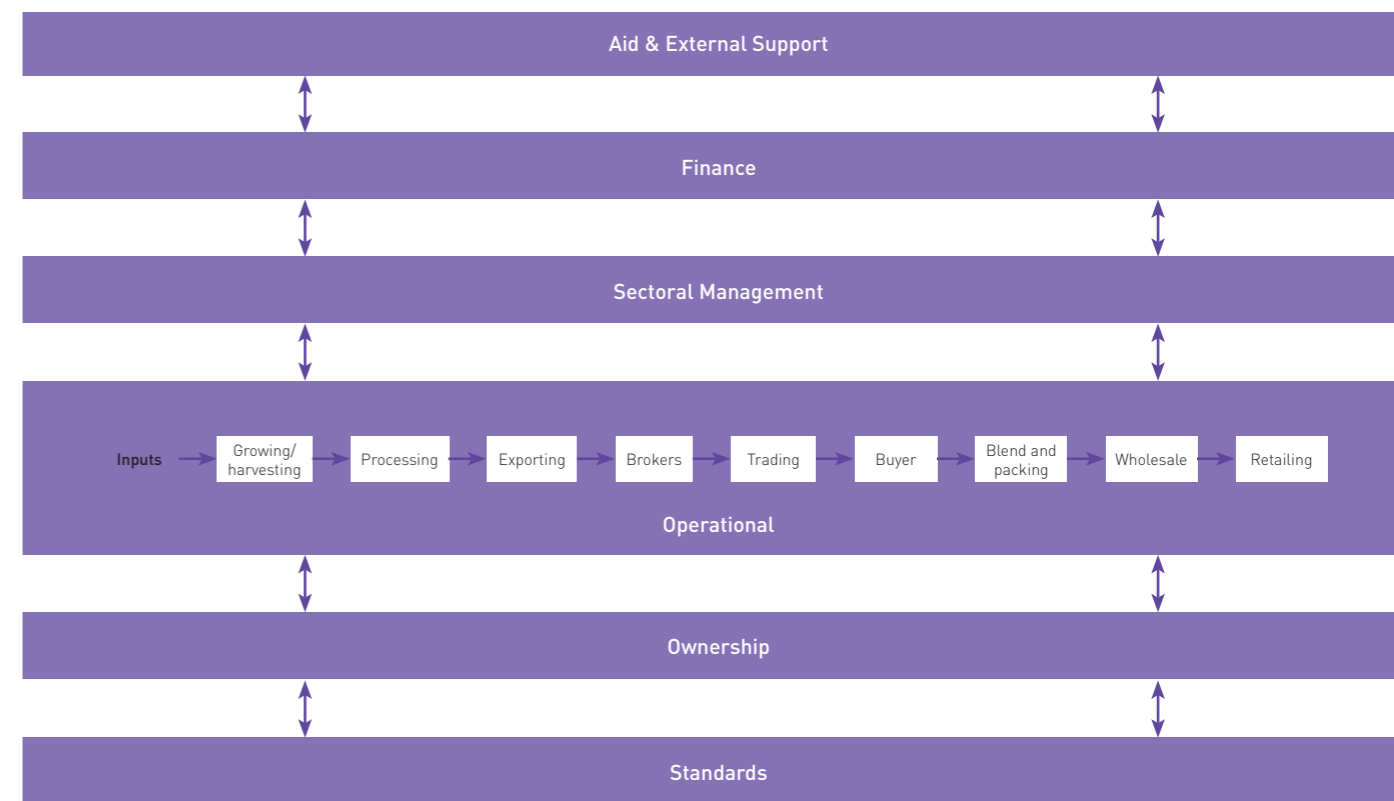 Aid & External Support
Finance
Sectoral Management
Inputs
Growing/
harvesting
Processing
Exporting
Brokers
Trading
Buyer
Blend and
packing
Wholesale
Retailing
Operational
Ownership
Standards